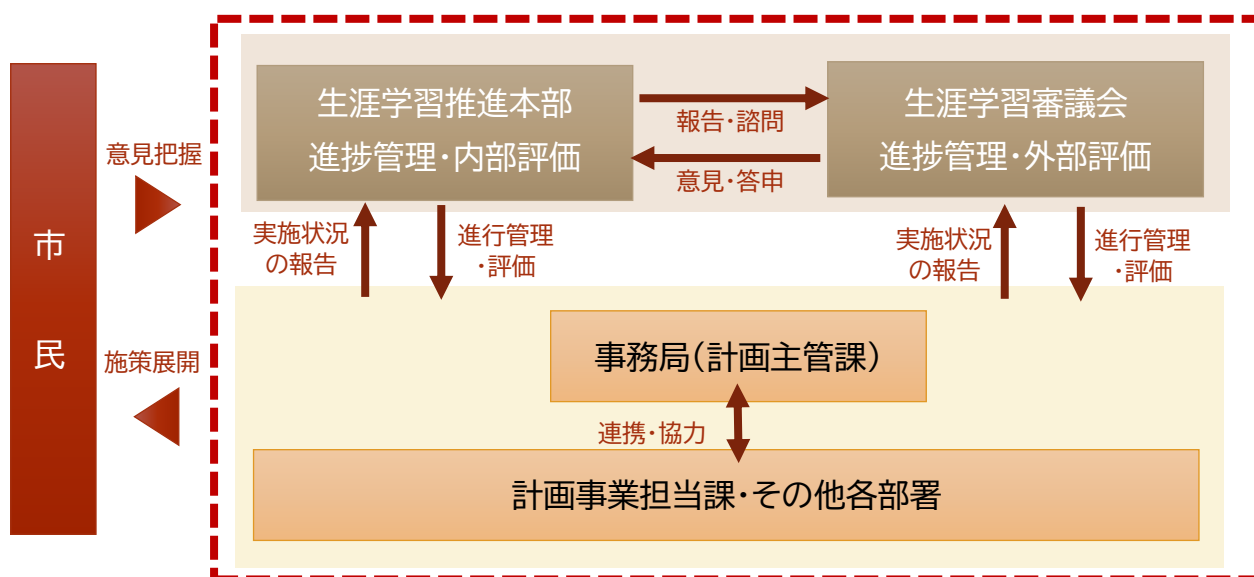 市
民
意見把握
施策展開
生涯学習推進本部
進捗管理・内部評価
報告・諮問
意見・答申
生涯学習審議会
進捗管理・外部評価
実施状況
の報告
進行管理
・評価
実施状況
の報告
進行管理
・評価
事務局(計画主管課)
連携・協力
計画事業担当課・その他各部署